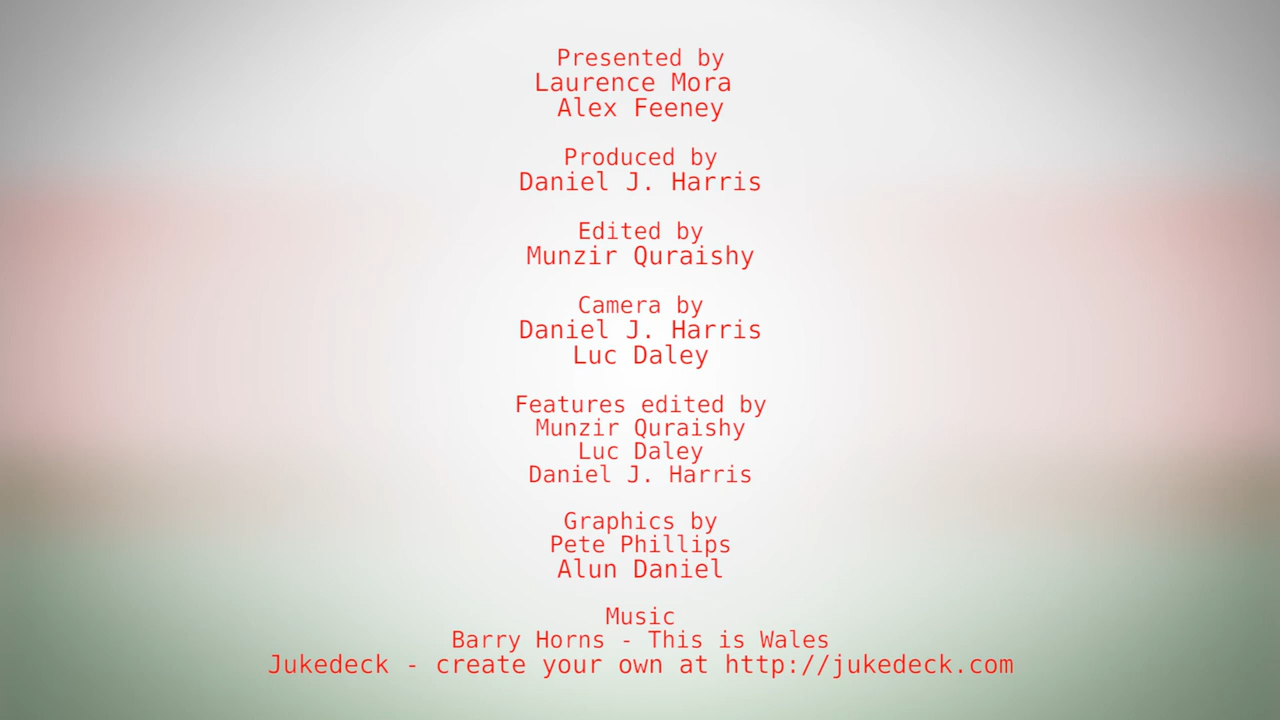 Presented by
Laurence Mora
Alex Feeney
Produced by
Daniel J. Harris
Edited by
Munzir Quraishy
Camera by
Daniel J. Harris
Luc Daley
Features edited by
Munzir Quraishy
Luc Daley
Daniel J. Harris
Graphics by
Pete Phillips
Alun Daniel
Music
Barry Horns - This is Wales
Jukedeck - create your own at http://jukedeck.com